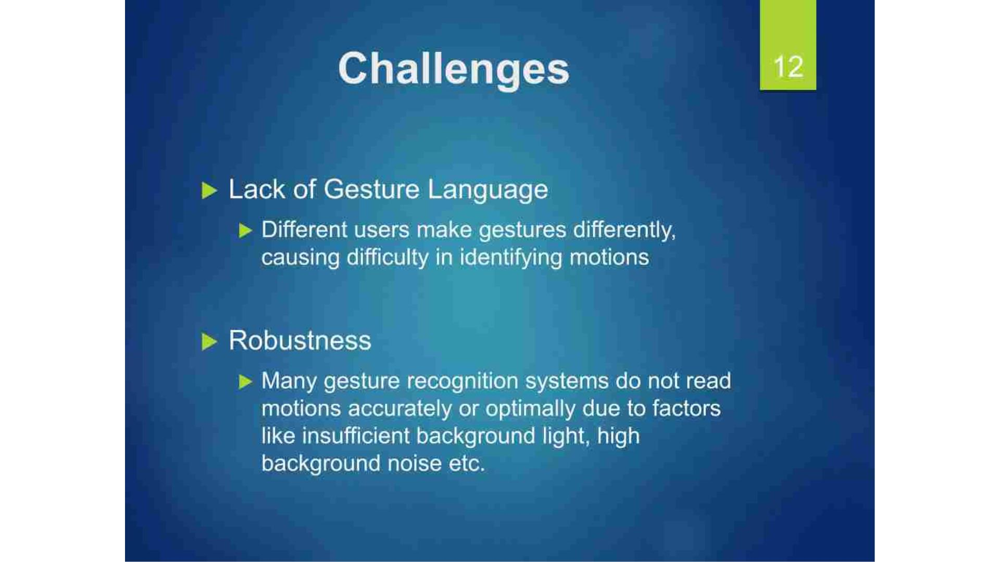 Challenges
12
Lack of Gesture Language
Different users make gestures differently,
causing difficulty in identifying motions
Robustness
Many gesture recognition systems do not read
motions accurately or optimally due to factors
like insufficient background light, high
background noise etc.